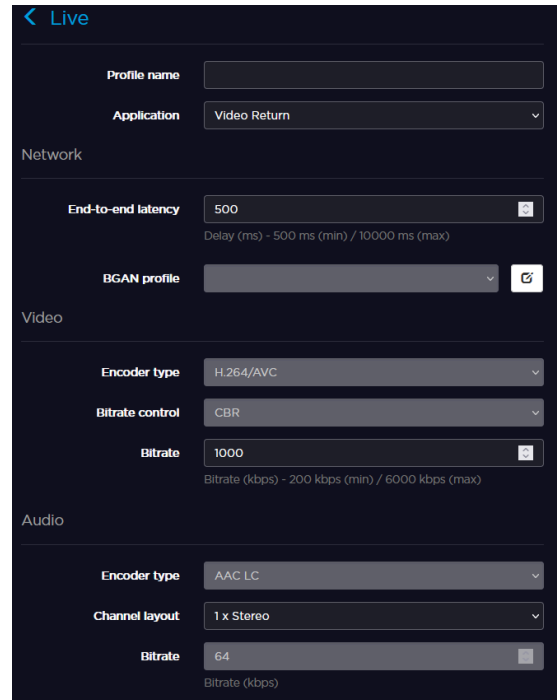 Live
Profile name
Application Video Return
Network
End-to-end latency 500
Delay (ms) - 500 ms (min) / 10000 ms (max)
BGAN profile
Video
Encoder type H.264/AVC
Bitrate control CBR
Bitrate 1000
Bitrate (kbps) - 200 kbps (min) / 6000 kbps (max)
Audio
Encoder type AAC LC
Channel layout 1 x Stereo
Bitrate 64
Bitrate (kbps)